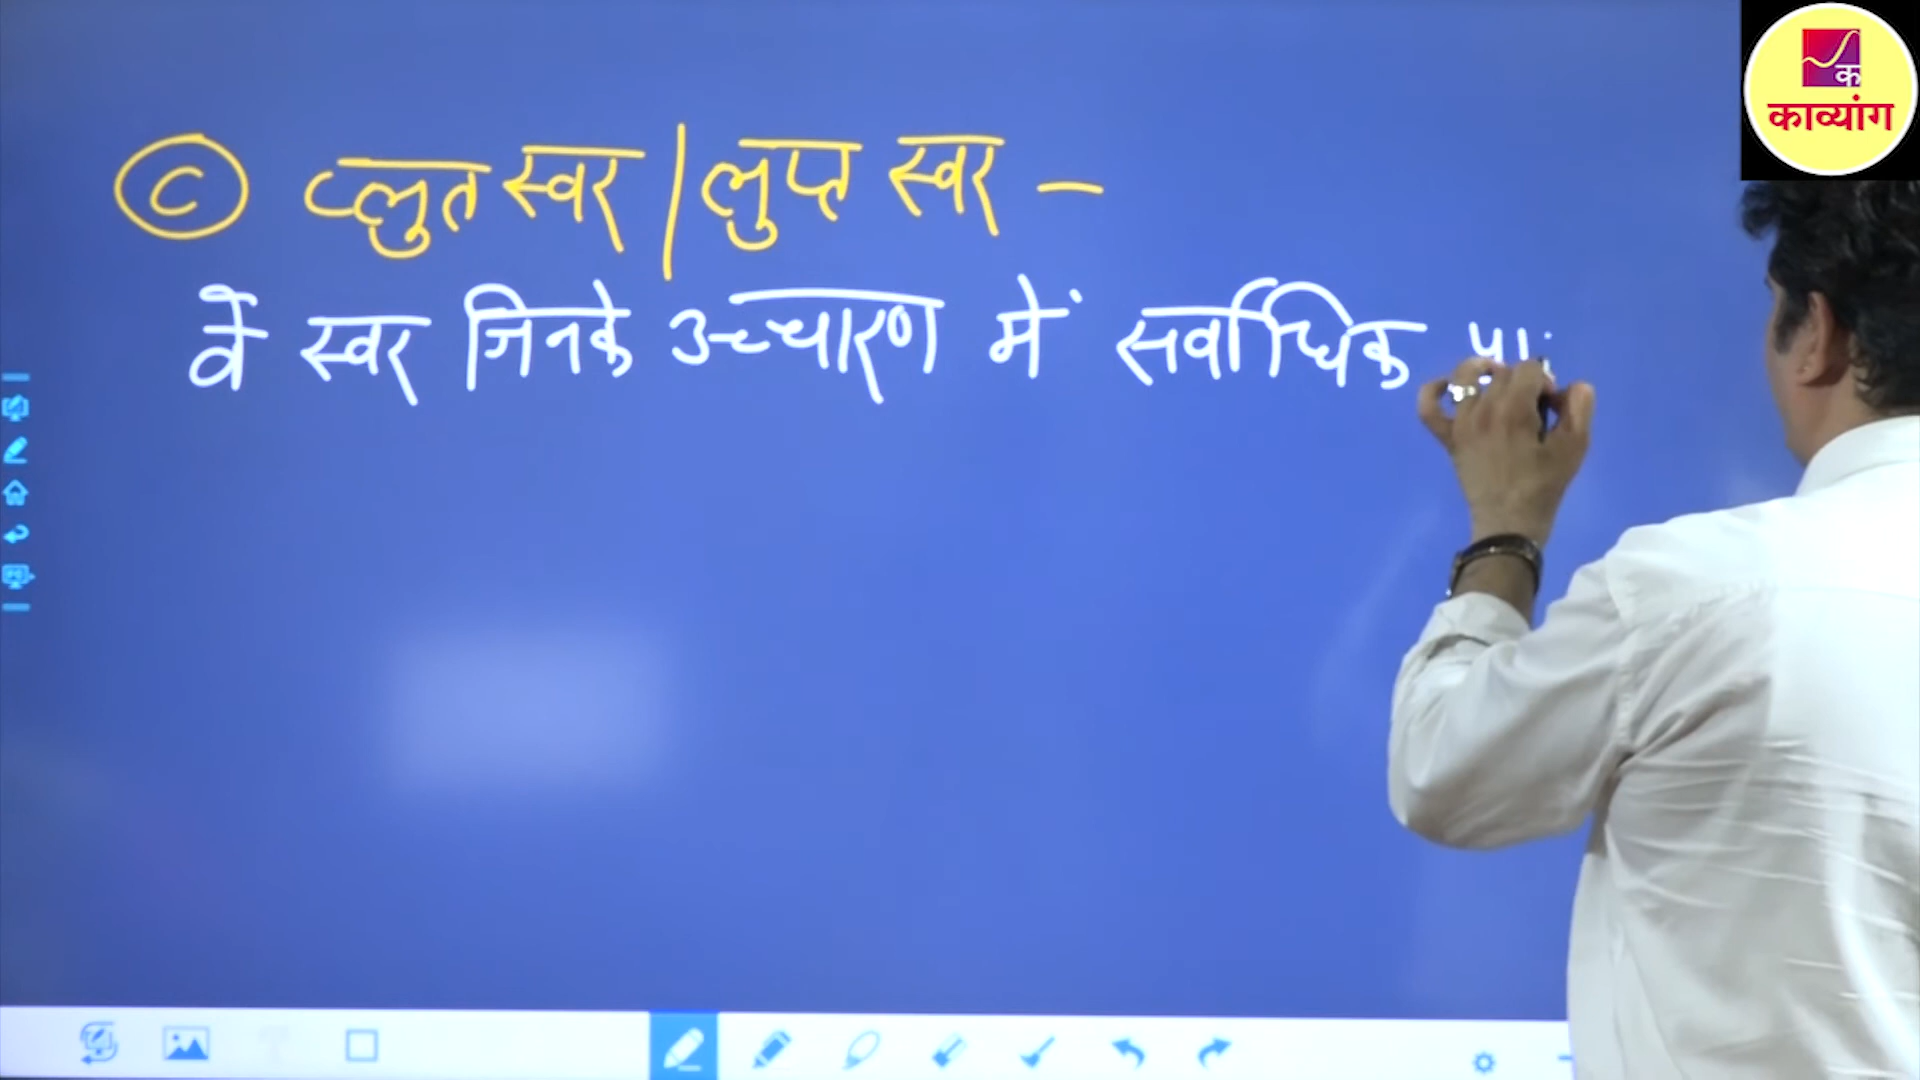 क
काव्यांग
C प्लुत स्वर / लुप्त स्वर –
वे स्वर जिनके उच्चारण में सर्वाधिक